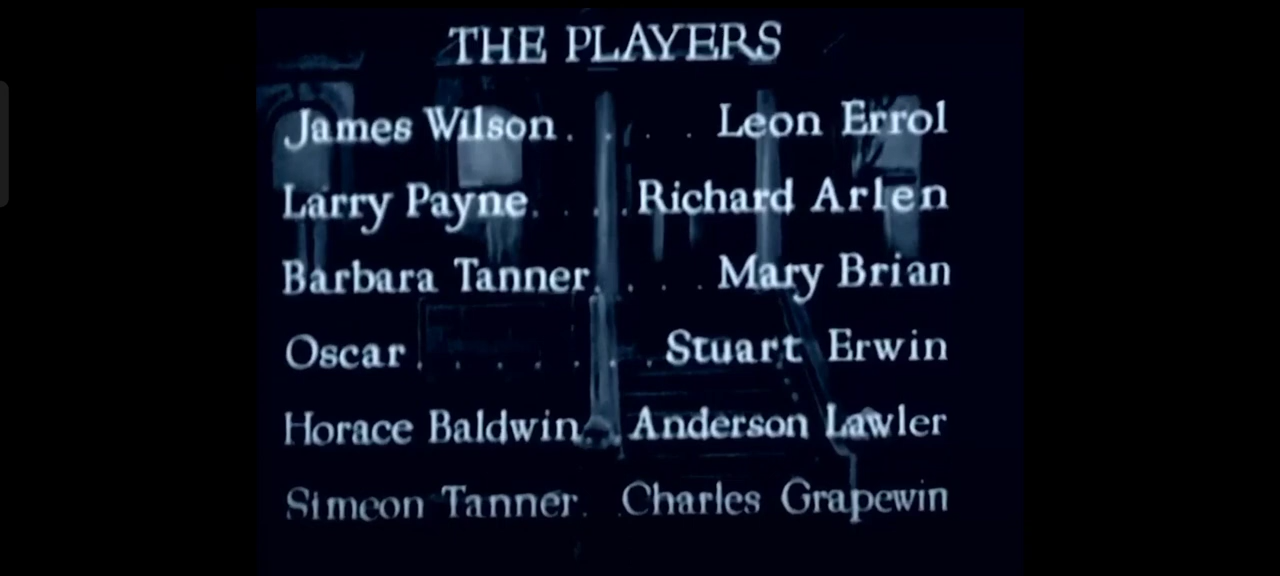 THE PLAYERS
James Wilson. . . . Leon Errol
Larry Payne. . . . Richard Arlen
Barbara Tanner. . . . Mary Brian
Oscar . . . . . . . Stuart Erwin
Horace Baldwin. . Anderson Lawler
Simeon Tanner. . Charles Grapewin